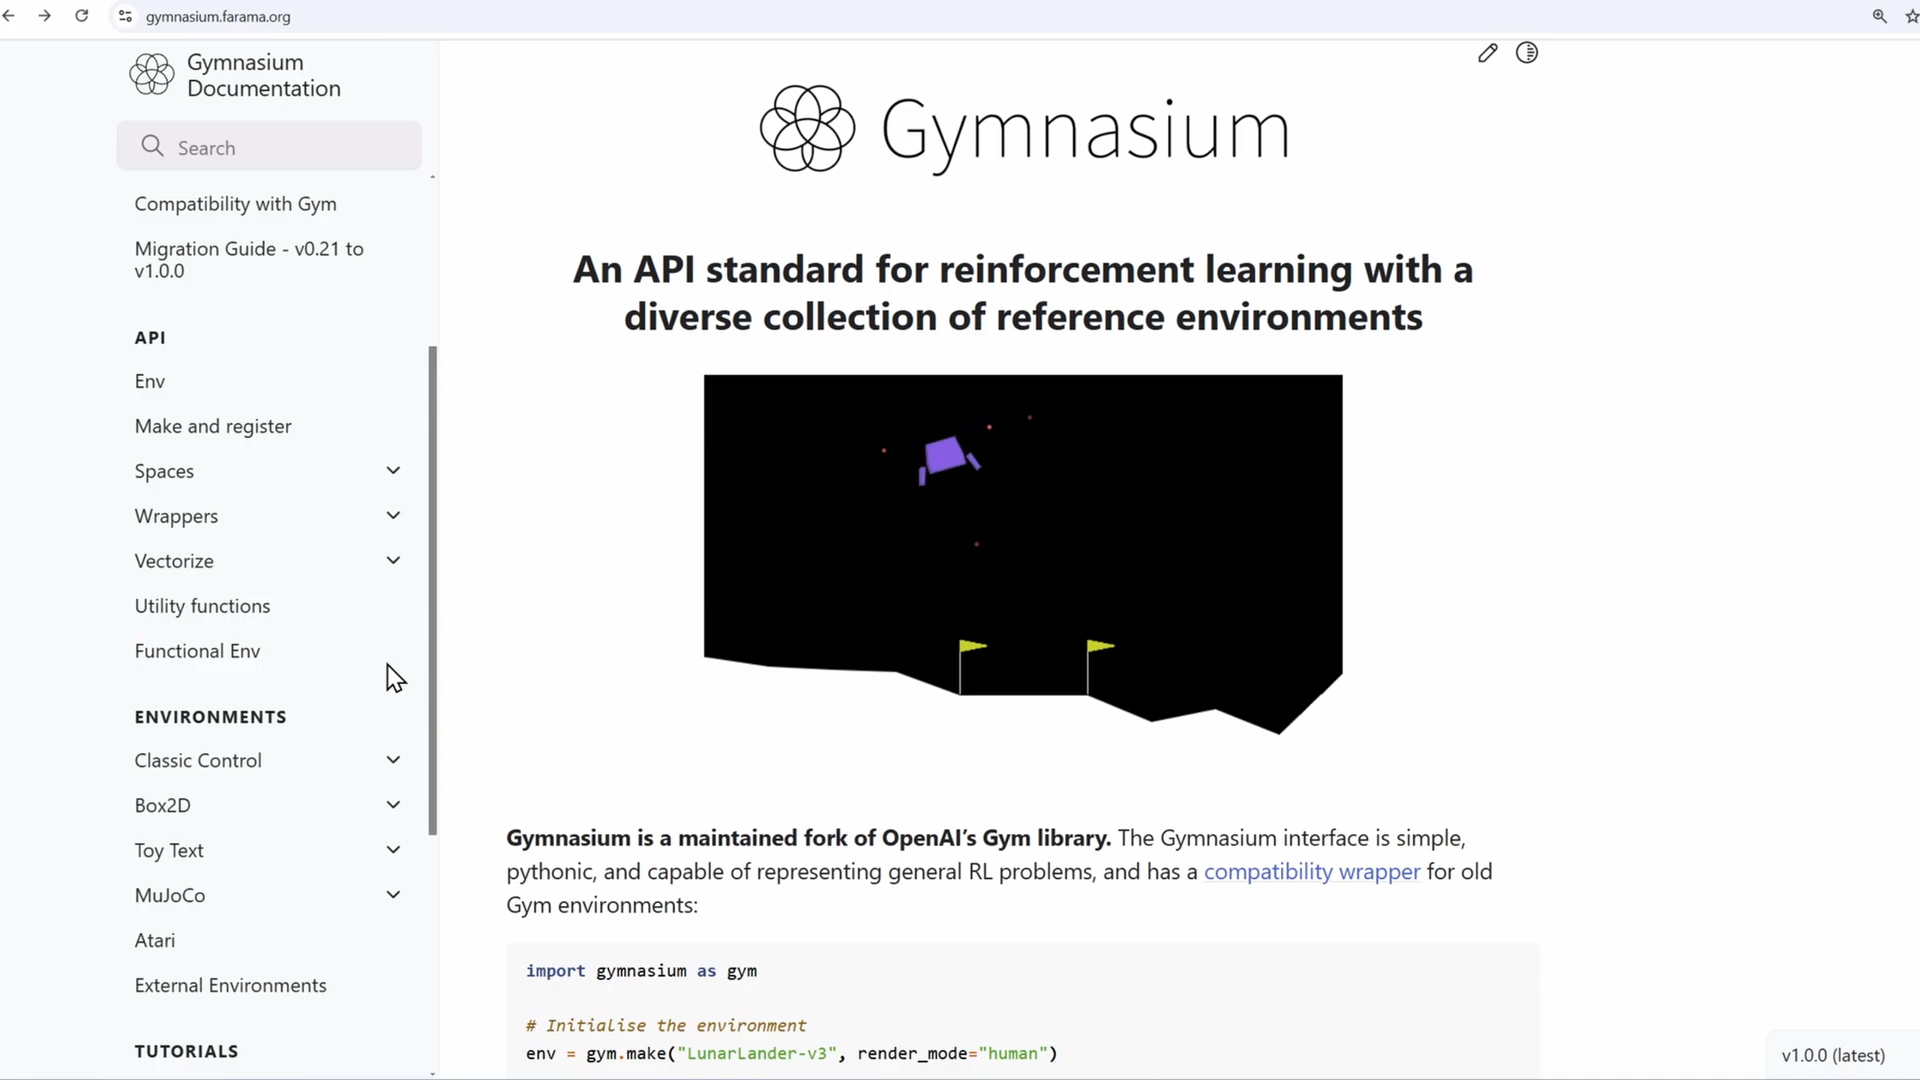 gymnasium.farama.org
Gymnasium
Documentation
Search
Compatibility with Gym
Migration Guide - v0.21 to
v1.0.0
API
Env
Make and register
Spaces
Wrappers
Vectorize
Utility functions
Functional Env
ENVIRONMENTS
Classic Control
Box2D
Toy Text
MuJoCo
Atari
External Environments
TUTORIALS
Gymnasium
An API standard for reinforcement learning with a
diverse collection of reference environments
Gymnasium is a maintained fork of OpenAI’s Gym library. The Gymnasium interface is simple,
pythonic, and capable of representing general RL problems, and has a compatibility wrapper for old
Gym environments:
import gymnasium as gym
# Initialise the environment
env = gym.make("LunarLander-v3", render_mode="human")
v1.0.0 (latest)